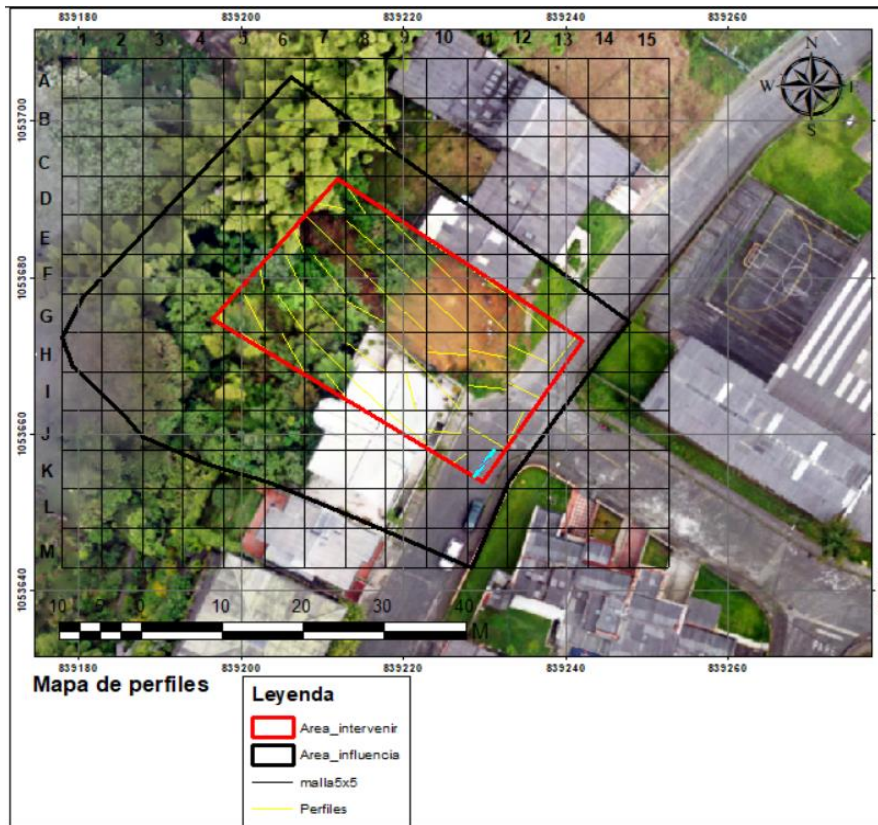 839180 839200 839220 839240 839260
1 2 3 4 5 6 7 8 9 10 11 12 13 14 15
N
W E
S
A
B
C
D
E
F
G
H
I
J
K
L
M
1053700
1053680
1053660
1053640
10 5 0 10 20 30 40
M
839180 839200 839220 839240 839260
Mapa de perfiles
Leyenda
Area_intervenir
Area_influencia
malla5x5
Perfiles